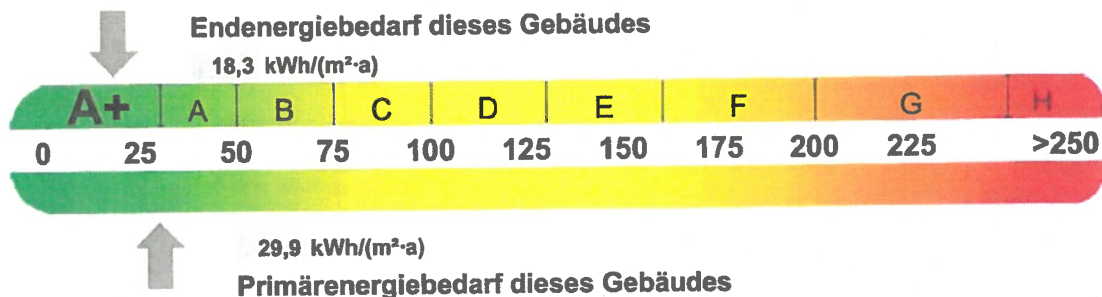 Endenergiebedarf dieses Gebäudes
18,3 kWh/(m²·a)
A+ A B C D E F G H
0 25 50 75 100 125 150 175 200 225 >250
29,9 kWh/(m²·a)
Primärenergiebedarf dieses Gebäudes